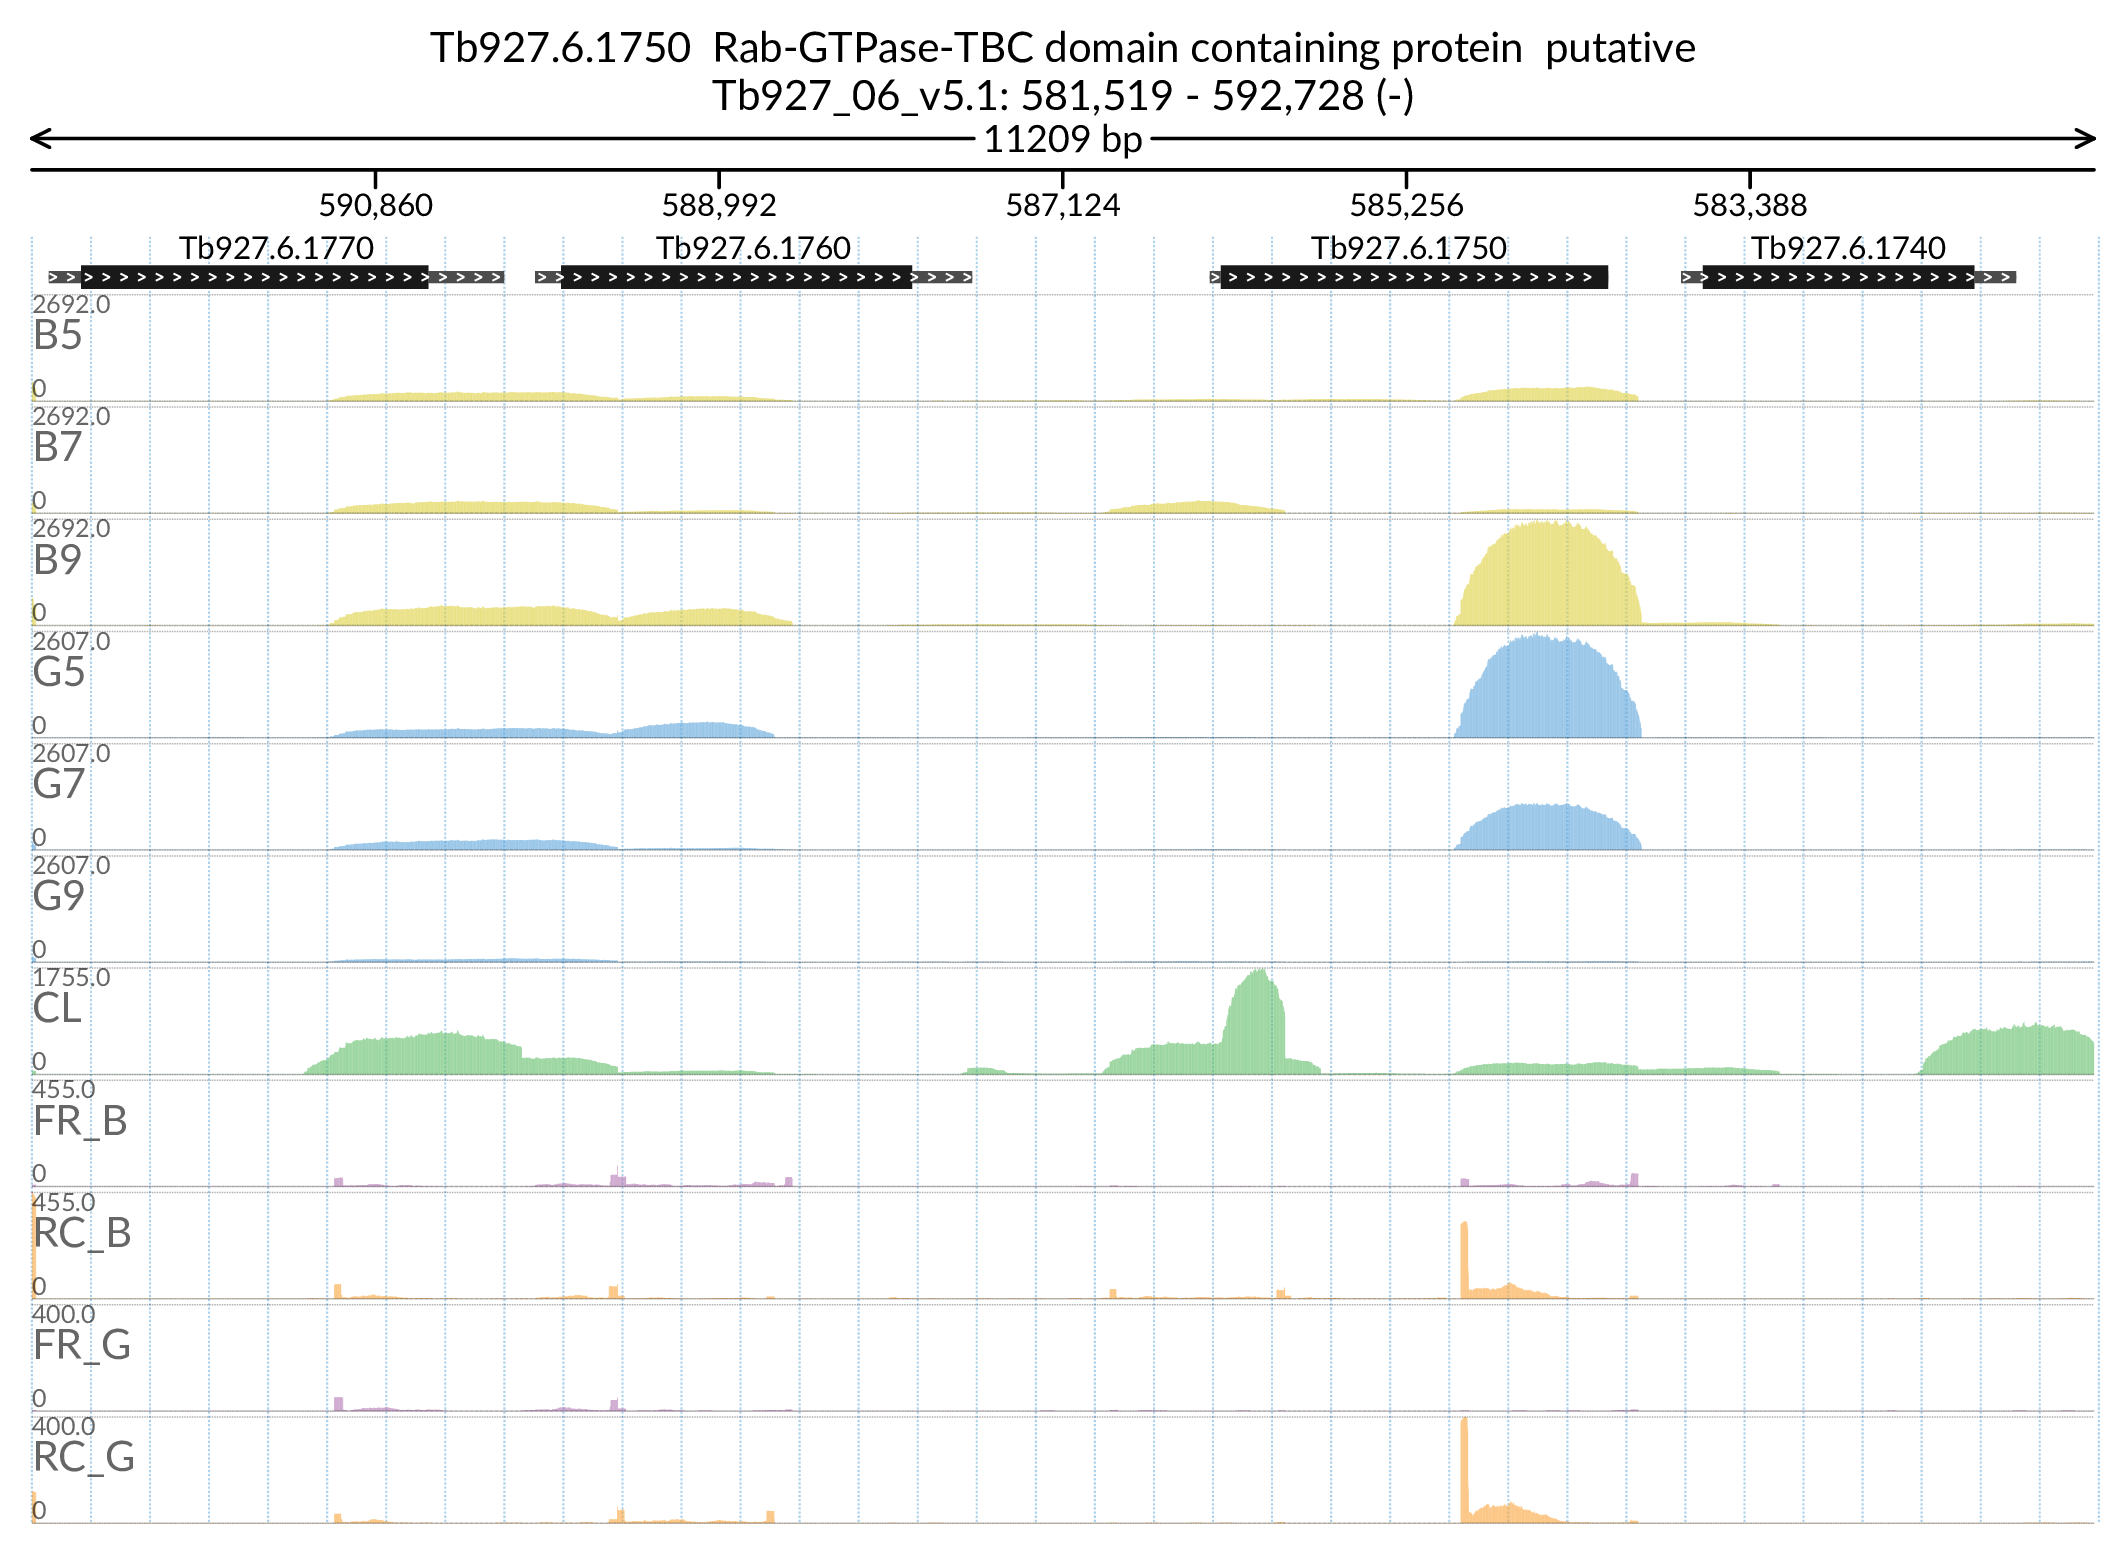 Tb927.6.1750  Rab-GTPase-TBC domain containing protein  putative
Tb927_06_v5.1: 581,519 - 592,728 (-)
11209 bp
590,860 588,992 587,124 585,256 583,388
Tb927.6.1770 Tb927.6.1760 Tb927.6.1750 Tb927.6.1740
2692.0
B5
0
2692.0
B7
0
2692.0
B9
0
2607.0
G5
0
2607.0
G7
0
2607.0
G9
0
1755.0
CL
0
455.0
FR_B
0
455.0
RC_B
0
400.0
FR_G
0
400.0
RC_G
0